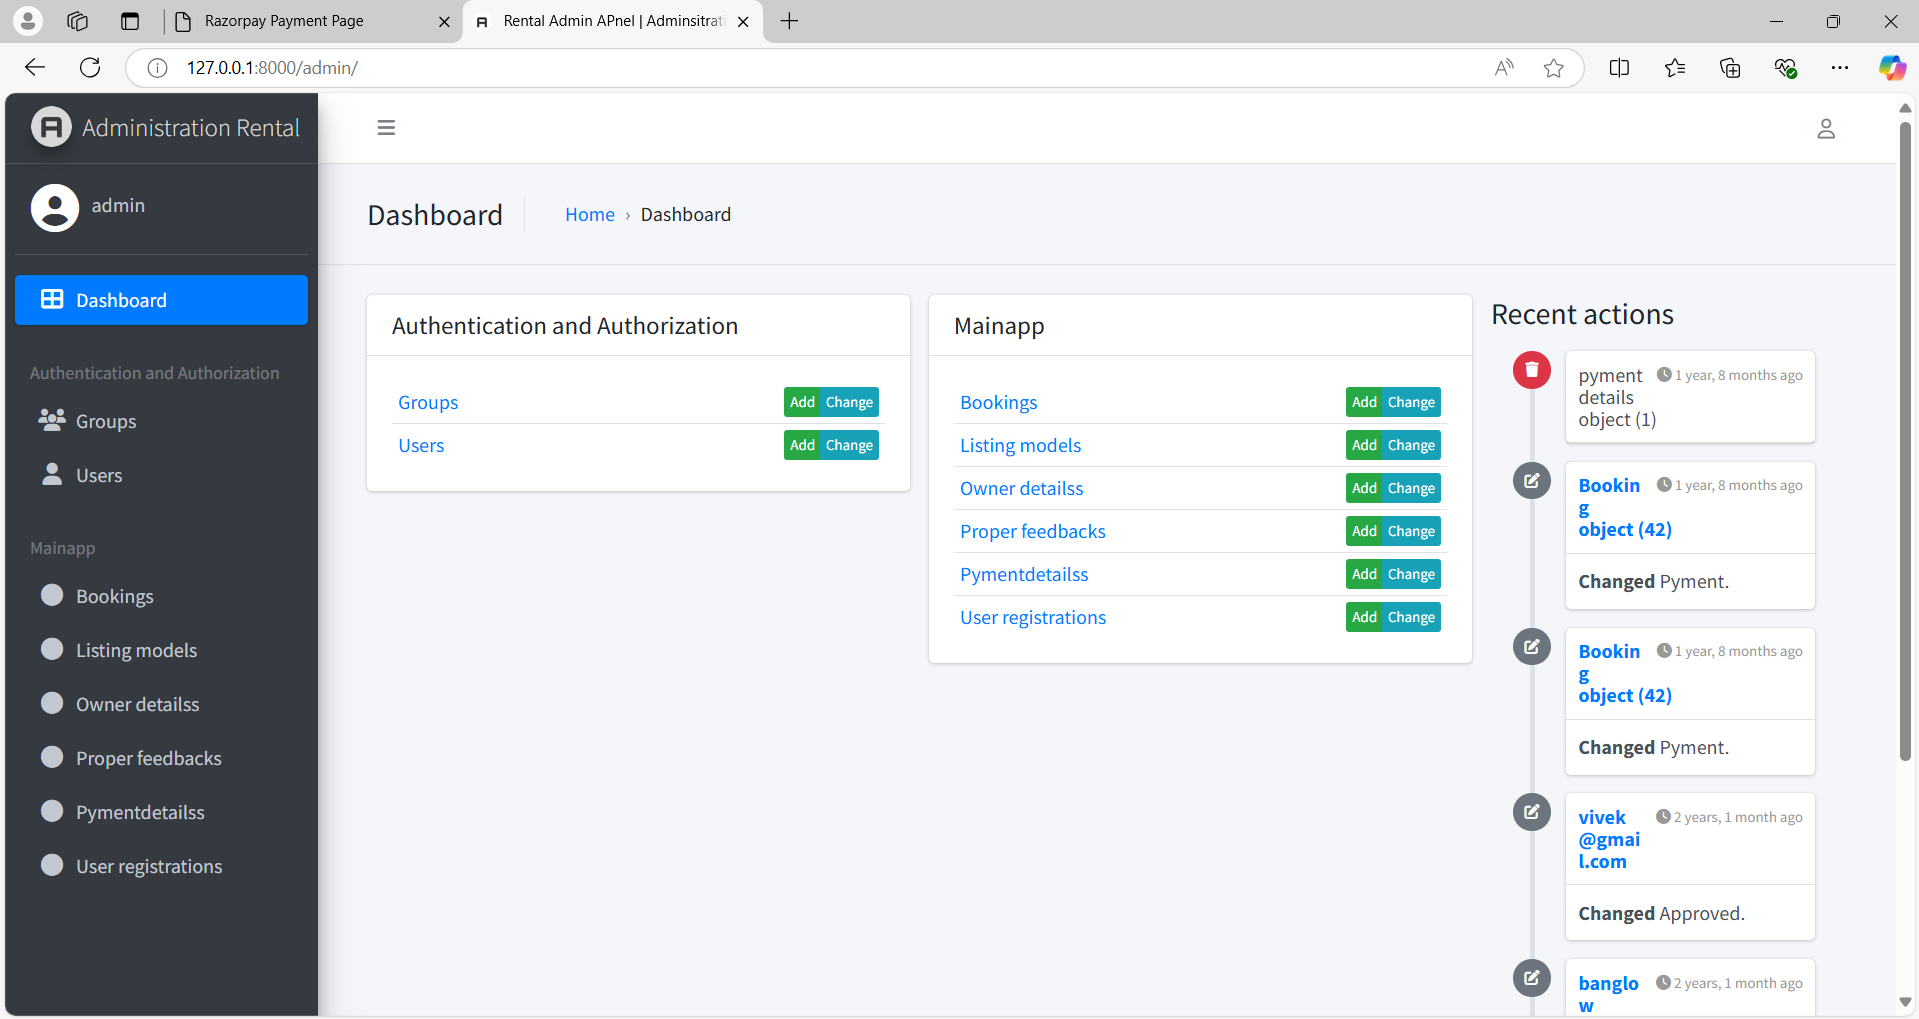 Razorpay Payment Page
Rental Admin APnel | Adminsitrati
127.0.0.1:8000/admin/
Administration Rental
admin
Dashboard
Authentication and Authorization
Groups
Users
Mainapp
Bookings
Listing models
Owner detailss
Proper feedbacks
Pymentdetailss
User registrations
Dashboard
Home › Dashboard
Authentication and Authorization
Groups Add Change
Users Add Change
Mainapp
Bookings Add Change
Listing models Add Change
Owner detailss Add Change
Proper feedbacks Add Change
Pymentdetailss Add Change
User registrations Add Change
Recent actions
pyment 1 year, 8 months ago
details
object (1)
Bookin 1 year, 8 months ago
g
object (42)
Changed Pyment.
Bookin 1 year, 8 months ago
g
object (42)
Changed Pyment.
vivek 2 years, 1 month ago
@gmai
l.com
Changed Approved.
banglo 2 years, 1 month ago
w